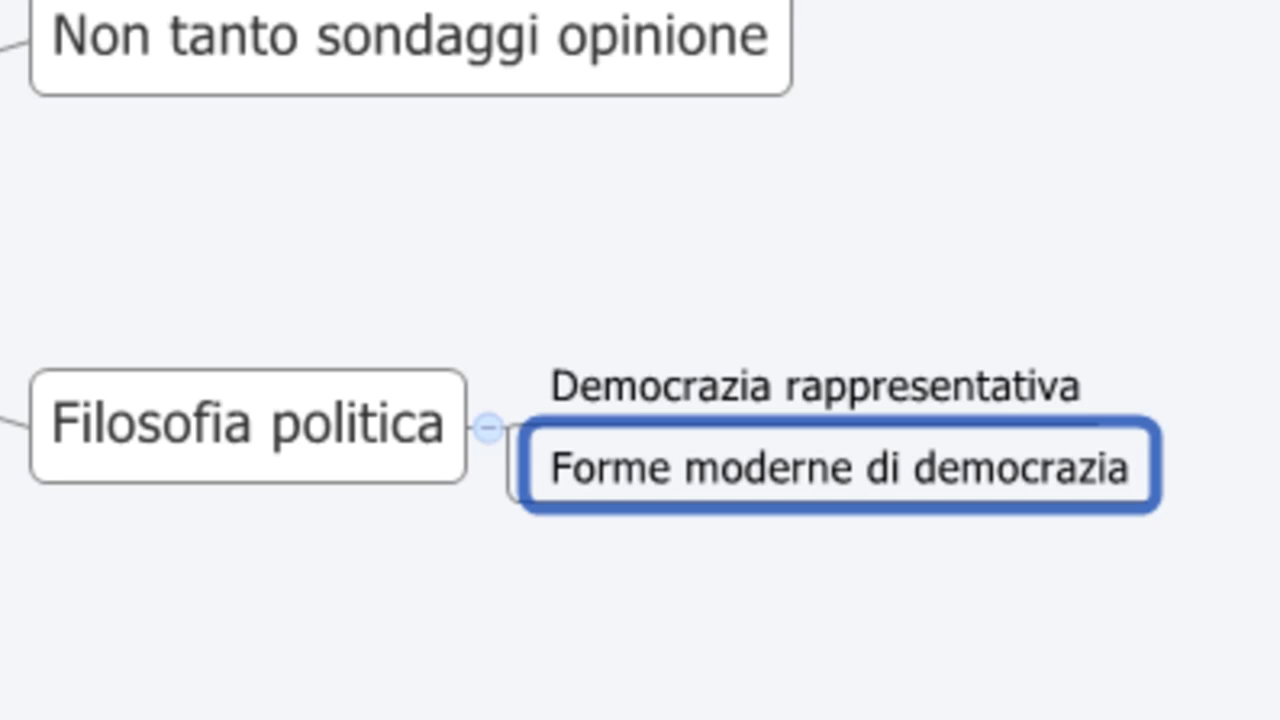 Non tanto sondaggi opinione
Democrazia rappresentativa
Filosofia politica
Forme moderne di democrazia